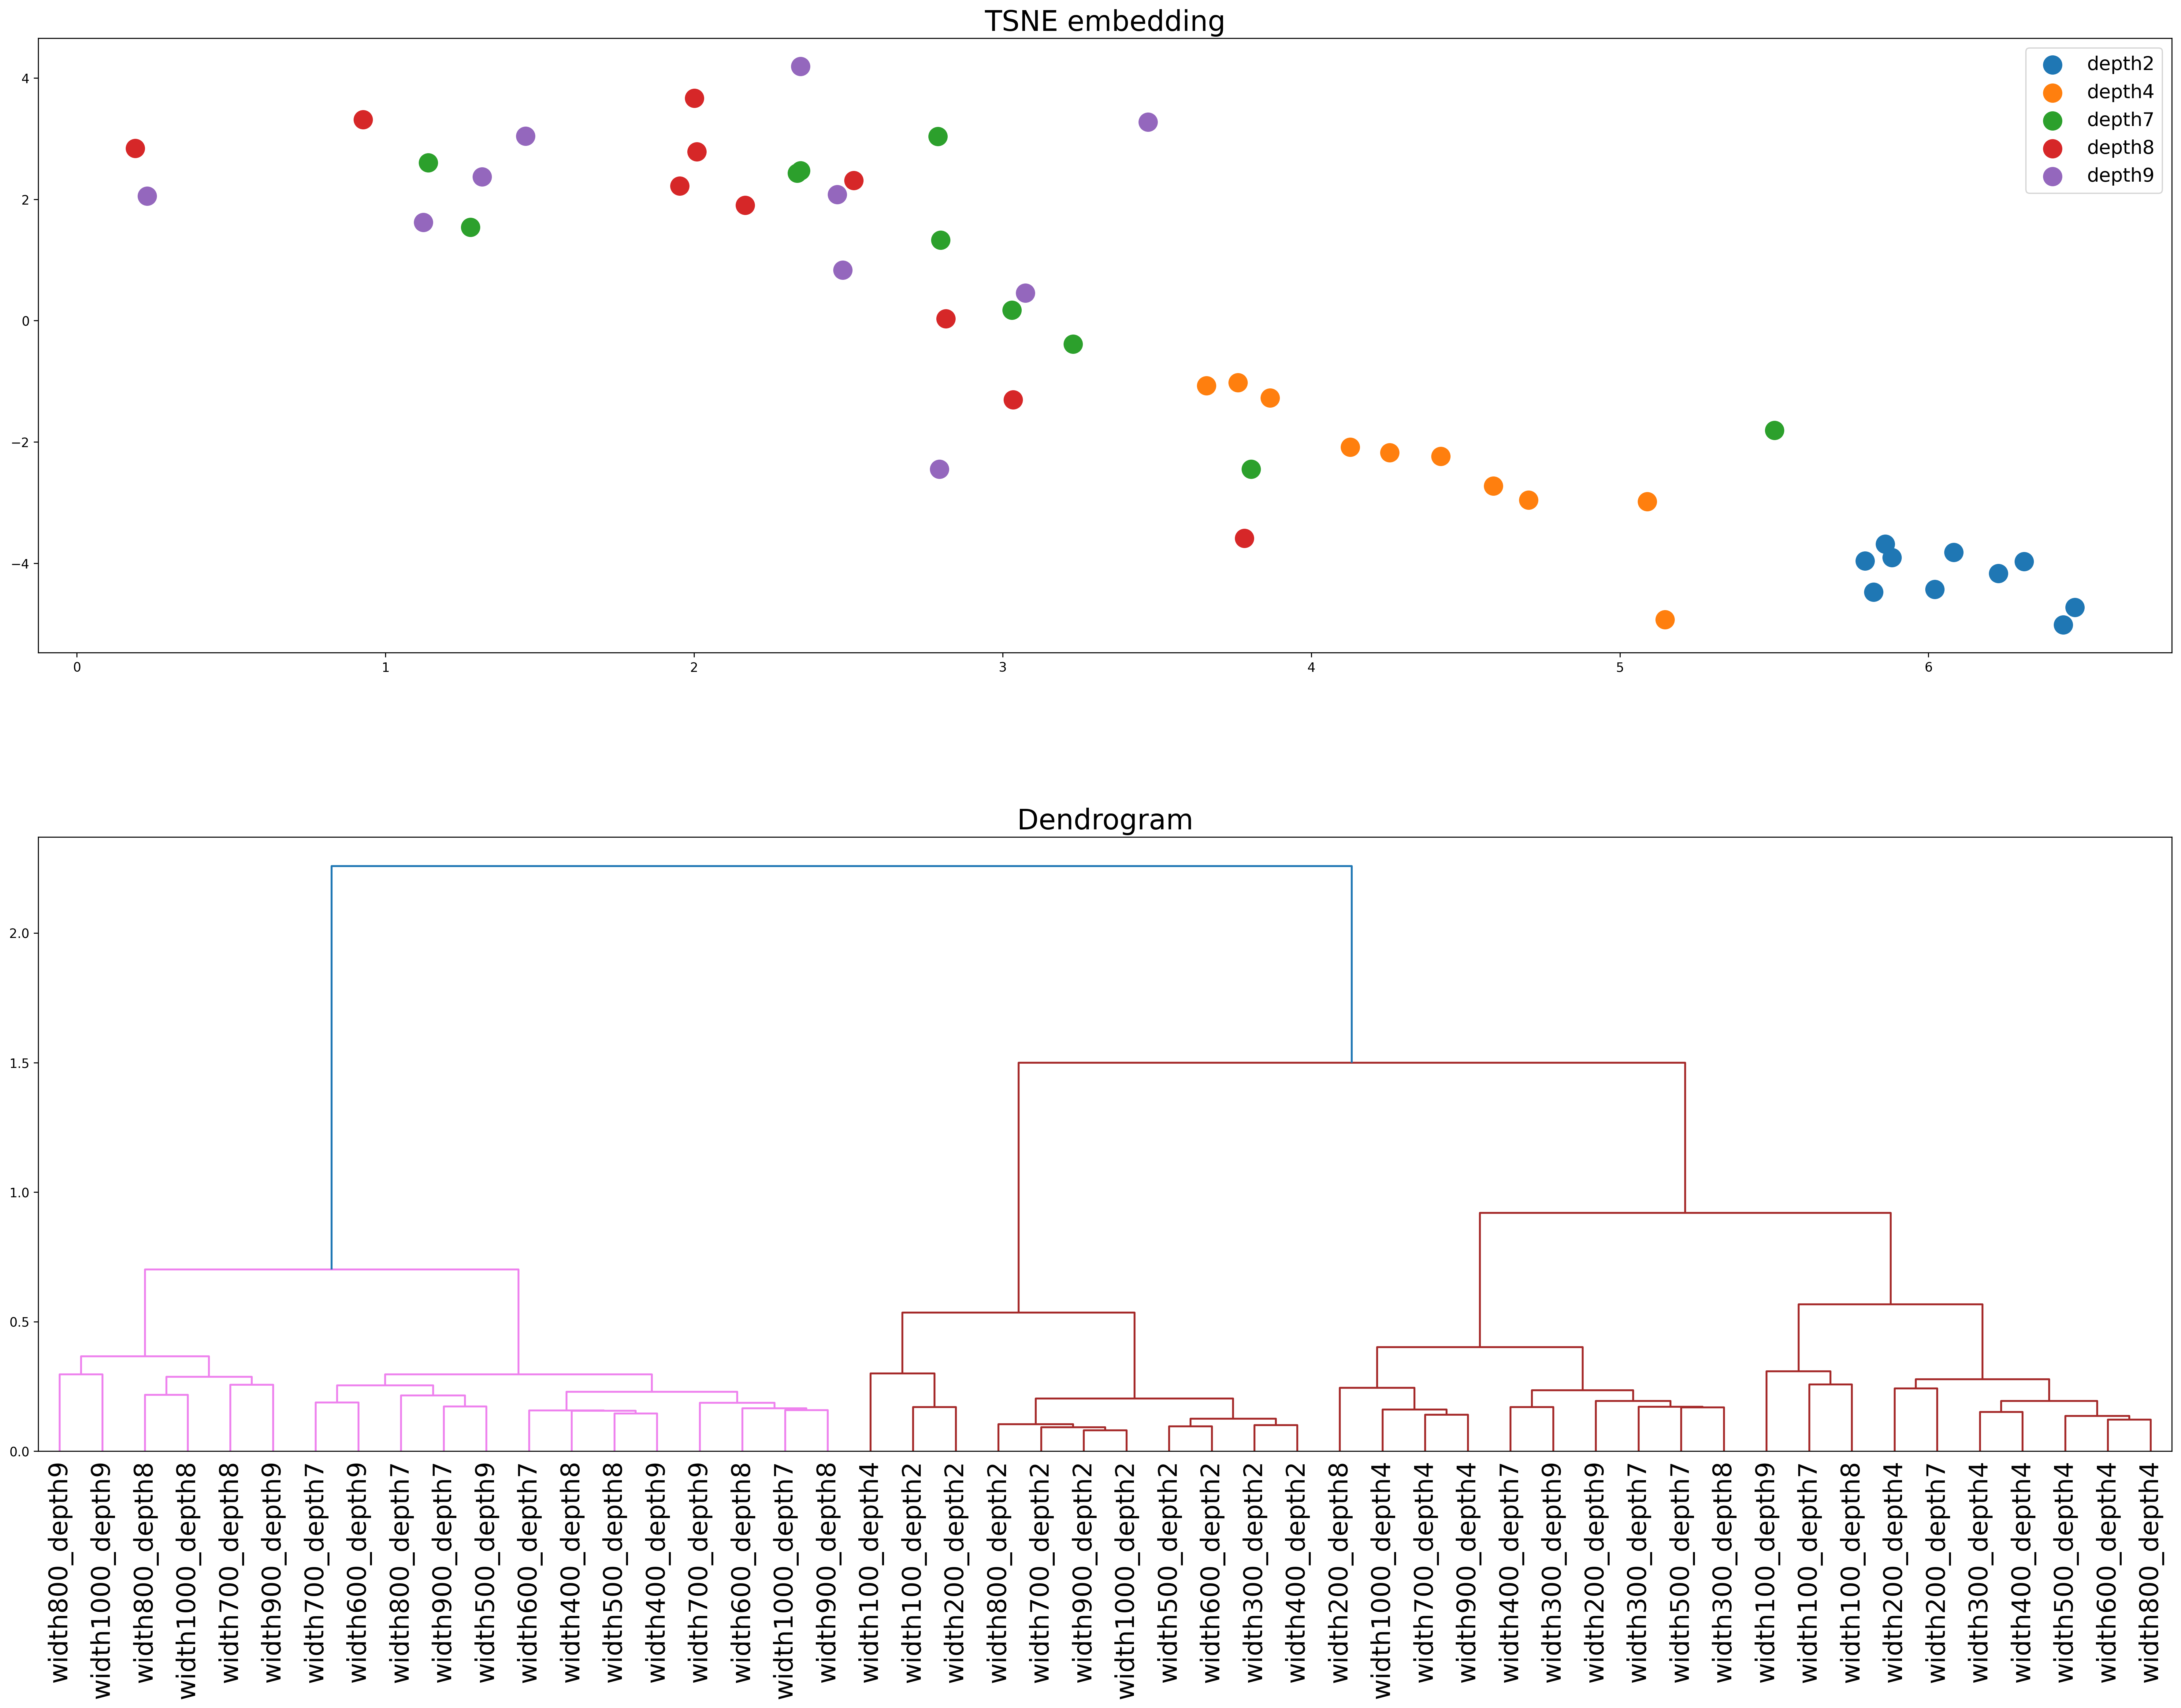 TSNE embedding
4
2
0
−2
−4
0 1 2 3 4 5 6
depth2
depth4
depth7
depth8
depth9
Dendrogram
2.0
1.5
1.0
0.5
0.0
width800_depth9
width1000_depth9
width800_depth8
width1000_depth8
width700_depth8
width900_depth9
width700_depth7
width600_depth9
width800_depth7
width900_depth7
width500_depth9
width600_depth7
width400_depth8
width500_depth8
width400_depth9
width700_depth9
width600_depth8
width1000_depth7
width900_depth8
width100_depth4
width100_depth2
width200_depth2
width800_depth2
width700_depth2
width900_depth2
width1000_depth2
width500_depth2
width600_depth2
width300_depth2
width400_depth2
width200_depth8
width1000_depth4
width700_depth4
width900_depth4
width400_depth7
width300_depth9
width200_depth9
width300_depth7
width500_depth7
width300_depth8
width100_depth9
width100_depth7
width100_depth8
width200_depth4
width200_depth7
width300_depth4
width400_depth4
width500_depth4
width600_depth4
width800_depth4